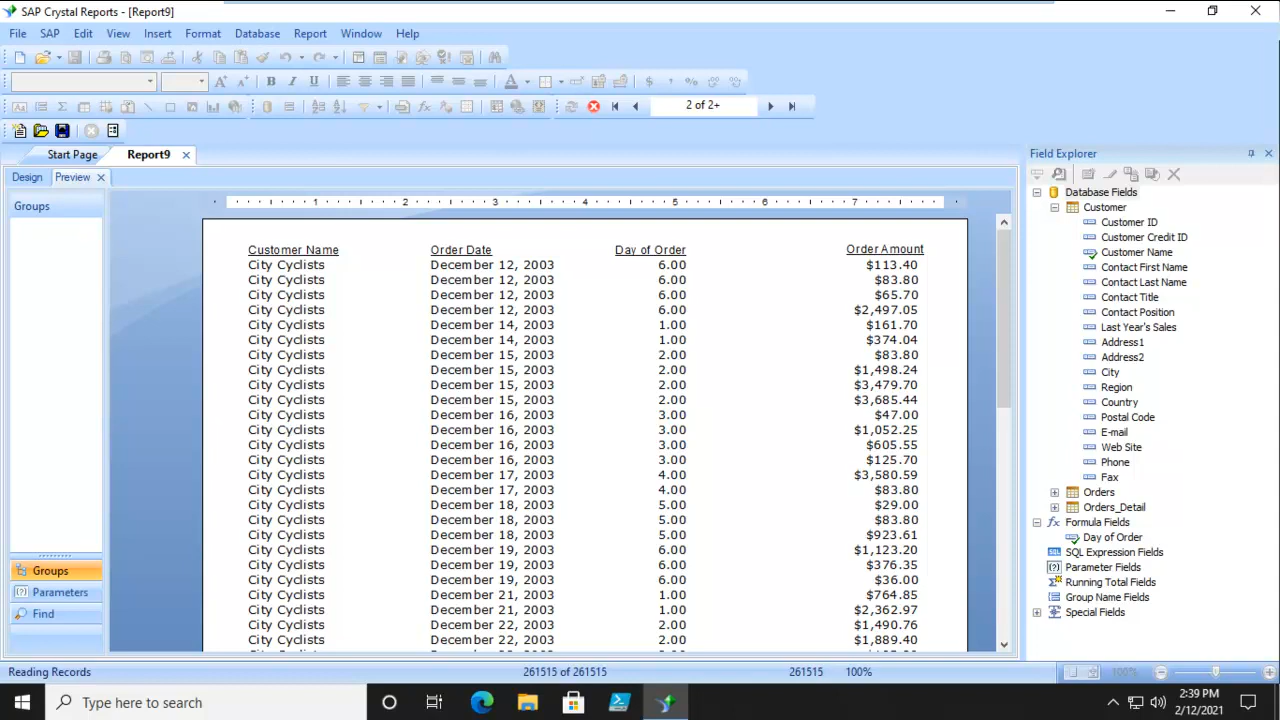 SAP Crystal Reports - [Report9]
File SAP Edit View Insert Format Database Report Window Help
2 of 2+
Start Page Report9
Design Preview
Groups
Customer Name Order Date Day of Order Order Amount
City Cyclists December 12, 2003 6.00 $113.40
City Cyclists December 12, 2003 6.00 $83.80
City Cyclists December 12, 2003 6.00 $65.70
City Cyclists December 12, 2003 6.00 $2,497.05
City Cyclists December 14, 2003 1.00 $161.70
City Cyclists December 14, 2003 1.00 $374.04
City Cyclists December 15, 2003 2.00 $83.80
City Cyclists December 15, 2003 2.00 $1,498.24
City Cyclists December 15, 2003 2.00 $3,479.70
City Cyclists December 15, 2003 2.00 $3,685.44
City Cyclists December 16, 2003 3.00 $47.00
City Cyclists December 16, 2003 3.00 $1,052.25
City Cyclists December 16, 2003 3.00 $605.55
City Cyclists December 16, 2003 3.00 $125.70
City Cyclists December 17, 2003 4.00 $3,580.59
City Cyclists December 17, 2003 4.00 $83.80
City Cyclists December 18, 2003 5.00 $29.00
City Cyclists December 18, 2003 5.00 $83.80
City Cyclists December 18, 2003 5.00 $923.61
City Cyclists December 19, 2003 6.00 $1,123.20
City Cyclists December 19, 2003 6.00 $376.35
City Cyclists December 19, 2003 6.00 $36.00
City Cyclists December 21, 2003 1.00 $764.85
City Cyclists December 21, 2003 1.00 $2,362.97
City Cyclists December 22, 2003 2.00 $1,490.76
City Cyclists December 22, 2003 2.00 $1,889.40
Groups
Parameters
Find
Field Explorer
Database Fields
Customer
Customer ID
Customer Credit ID
Customer Name
Contact First Name
Contact Last Name
Contact Title
Contact Position
Last Year's Sales
Address1
Address2
City
Region
Country
Postal Code
E-mail
Web Site
Phone
Fax
Orders
Orders_Detail
Formula Fields
Day of Order
SQL Expression Fields
Parameter Fields
Running Total Fields
Group Name Fields
Special Fields
Reading Records 261515 of 261515 261515 100% 100%
Type here to search
2:39 PM
2/12/2021